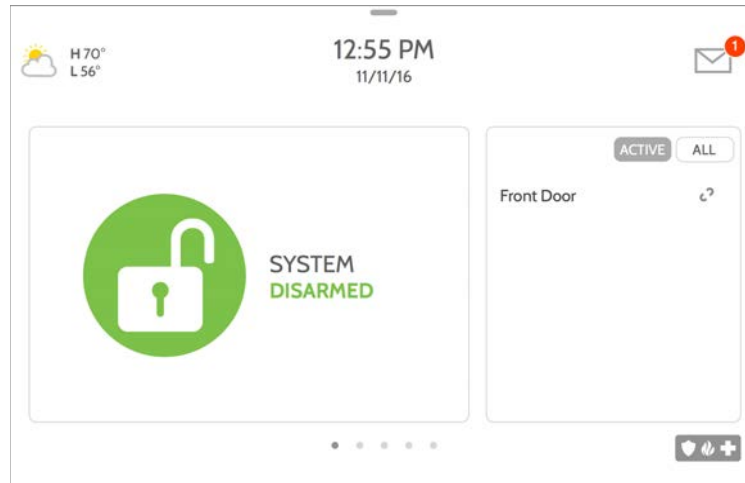 H 70°
L 56°
12:55 PM
11/11/16
1
SYSTEM
DISARMED
ACTIVE
ALL
Front Door